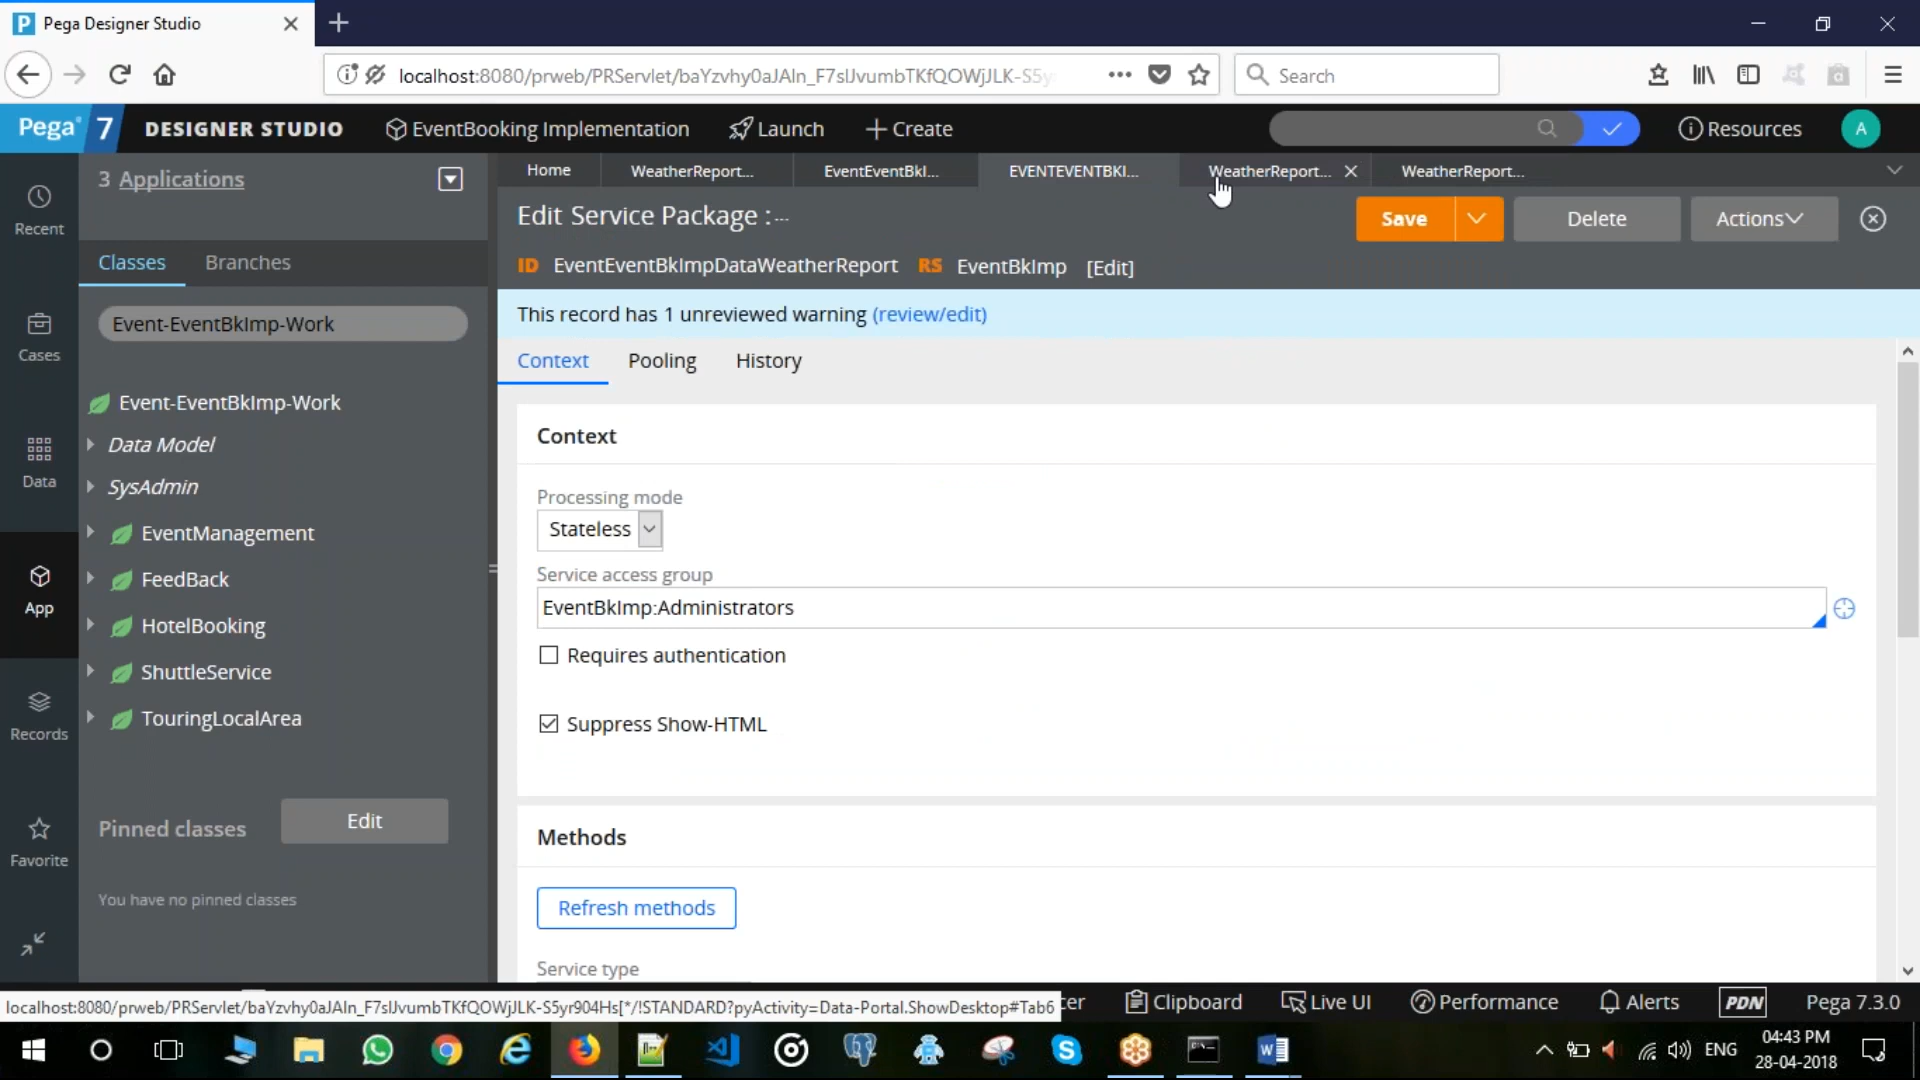 Pega Designer Studio
localhost:8080/prweb/PRServlet/baYzvhy0aJAIn_F7slJvumbTKfQOWjJLK-S5y
Search
Pega 7 DESIGNER STUDIO EventBooking Implementation Launch Create Resources A
3 Applications
Home WeatherReport... EventEventBkI... EVENTEVENTBKI... WeatherReport... WeatherReport...
Recent
Edit Service Package :...
Save Delete Actions
Classes Branches
ID EventEventBkImpDataWeatherReport RS EventBkImp [Edit]
Event-EventBkImp-Work
This record has 1 unreviewed warning (review/edit)
Cases
Context Pooling History
Event-EventBkImp-Work
Data Model
SysAdmin
EventManagement
FeedBack
HotelBooking
ShuttleService
TouringLocalArea
Data
App
Records
Favorite
Context
Processing mode
Stateless
Service access group
EventBkImp:Administrators
Requires authentication
Suppress Show-HTML
Pinned classes Edit
You have no pinned classes
Methods
Refresh methods
Service type
localhost:8080/prweb/PRServlet/baYzvhy0aJAIn_F7slJvumbTKfQOWjJLK-S5yr904Hs[*/!STANDARD?pyActivity=Data-Portal.ShowDesktop#Tab6
ter Clipboard Live UI Performance Alerts PDN Pega 7.3.0
ENG
04:43 PM
28-04-2018